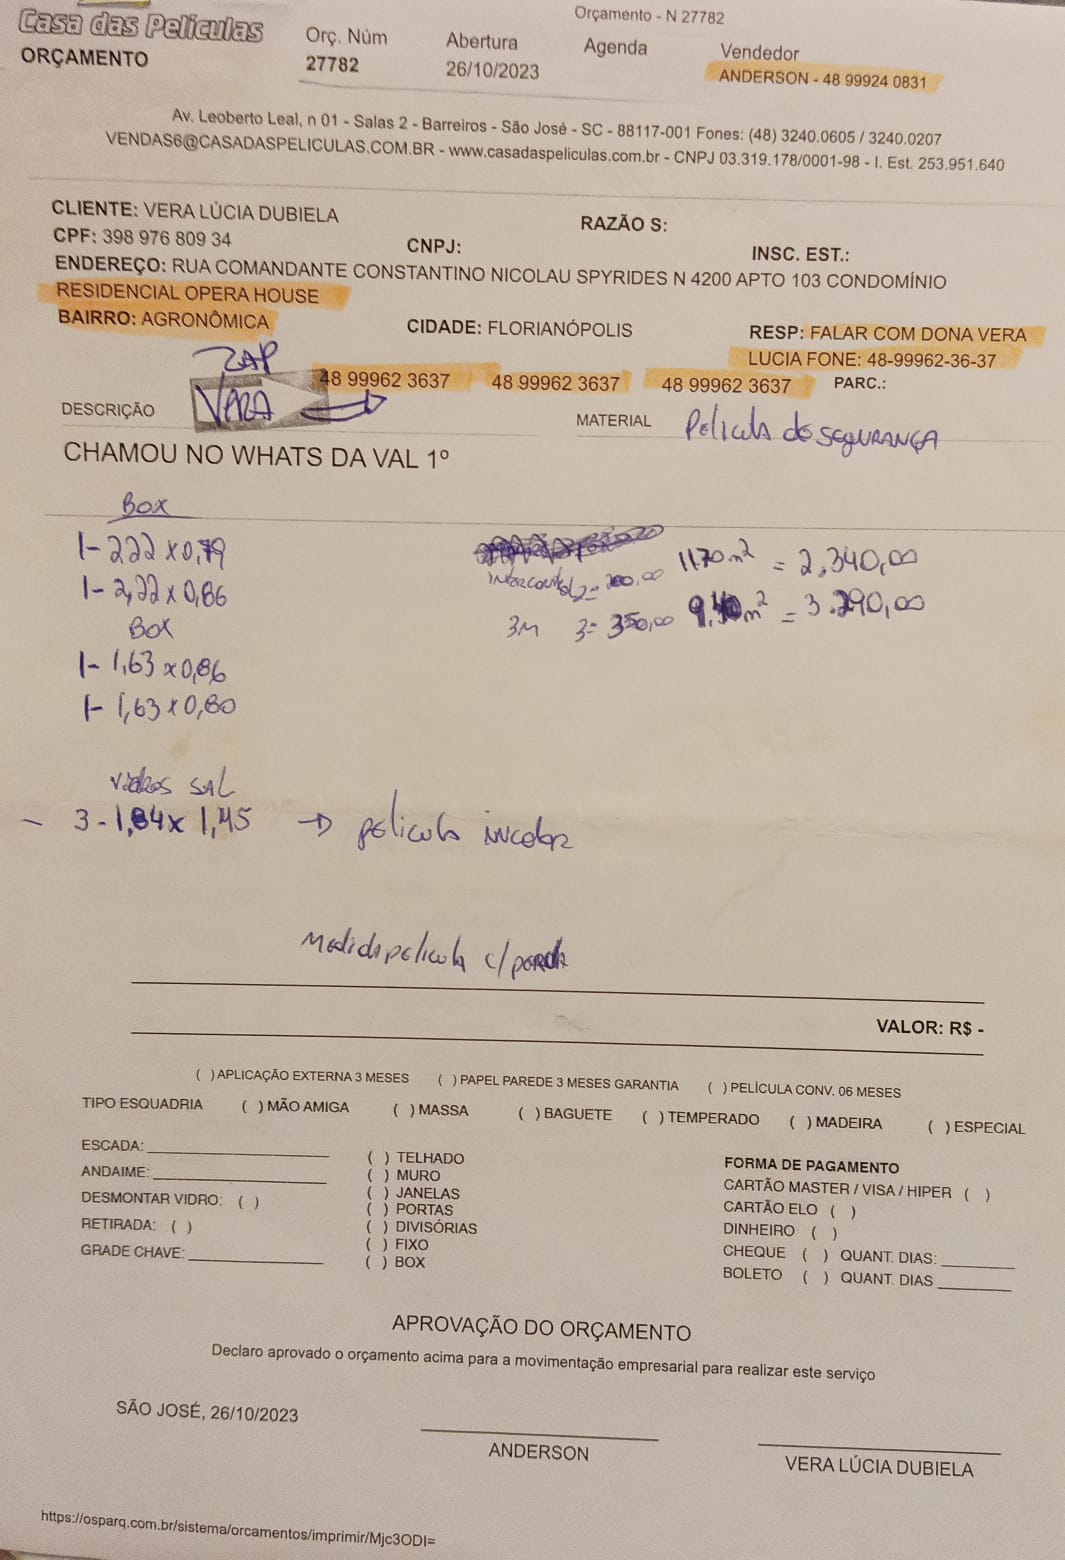 Orçamento - N 27782
Casa das Películas
ORÇAMENTO
Orç. Núm
27782
Abertura
26/10/2023
Agenda
Vendedor
ANDERSON - 48 99924 0831
Av. Leoberto Leal, n 01 - Salas 2 - Barreiros - São José - SC - 88117-001 Fones: (48) 3240.0605 / 3240.0207
VENDAS6@CASADASPELICULAS.COM.BR - www.casadaspeliculas.com.br - CNPJ 03.319.178/0001-98 - I. Est. 253.951.640
CLIENTE: VERA LÚCIA DUBIELA
RAZÃO S:
CPF: 398 976 809 34
CNPJ:
INSC. EST.:
ENDEREÇO: RUA COMANDANTE CONSTANTINO NICOLAU SPYRIDES N 4200 APTO 103 CONDOMÍNIO
RESIDENCIAL OPERA HOUSE
BAIRRO: AGRONÔMICA
CIDADE: FLORIANÓPOLIS
RESP: FALAR COM DONA VERA
LUCIA FONE: 48-99962-36-37
ZAP
VERA
48 99962 3637 48 99962 3637 48 99962 3637 PARC.:
DESCRIÇÃO
MATERIAL Película de SEGURANÇA
CHAMOU NO WHATS DA VAL 1º
Box
1- 222 x 0,79
1- 2,22 x 0,86
Box
1- 1,63 x 0,86
1- 1,63 x 0,80
11.70 m² = 2.340,00
3M 3= 350,00 m² = 3.290,00
vidros SAL
- 3 - 1,84 x 1,45 → película incolor
Medida película c/
VALOR: R$ -
( ) APLICAÇÃO EXTERNA 3 MESES ( ) PAPEL PAREDE 3 MESES GARANTIA ( ) PELÍCULA CONV. 06 MESES
TIPO ESQUADRIA ( ) MÃO AMIGA ( ) MASSA ( ) BAGUETE ( ) TEMPERADO ( ) MADEIRA ( ) ESPECIAL
ESCADA:
ANDAIME:
DESMONTAR VIDRO: ( )
RETIRADA: ( )
GRADE CHAVE:
( ) TELHADO
( ) MURO
( ) JANELAS
( ) PORTAS
( ) DIVISÓRIAS
( ) FIXO
( ) BOX
FORMA DE PAGAMENTO
CARTÃO MASTER / VISA / HIPER ( )
CARTÃO ELO ( )
DINHEIRO ( )
CHEQUE ( ) QUANT. DIAS:
BOLETO ( ) QUANT. DIAS
APROVAÇÃO DO ORÇAMENTO
Declaro aprovado o orçamento acima para a movimentação empresarial para realizar este serviço
SÃO JOSÉ, 26/10/2023
ANDERSON
VERA LÚCIA DUBIELA
https://osparq.com.br/sistema/orcamentos/imprimir/Mjc3ODI=